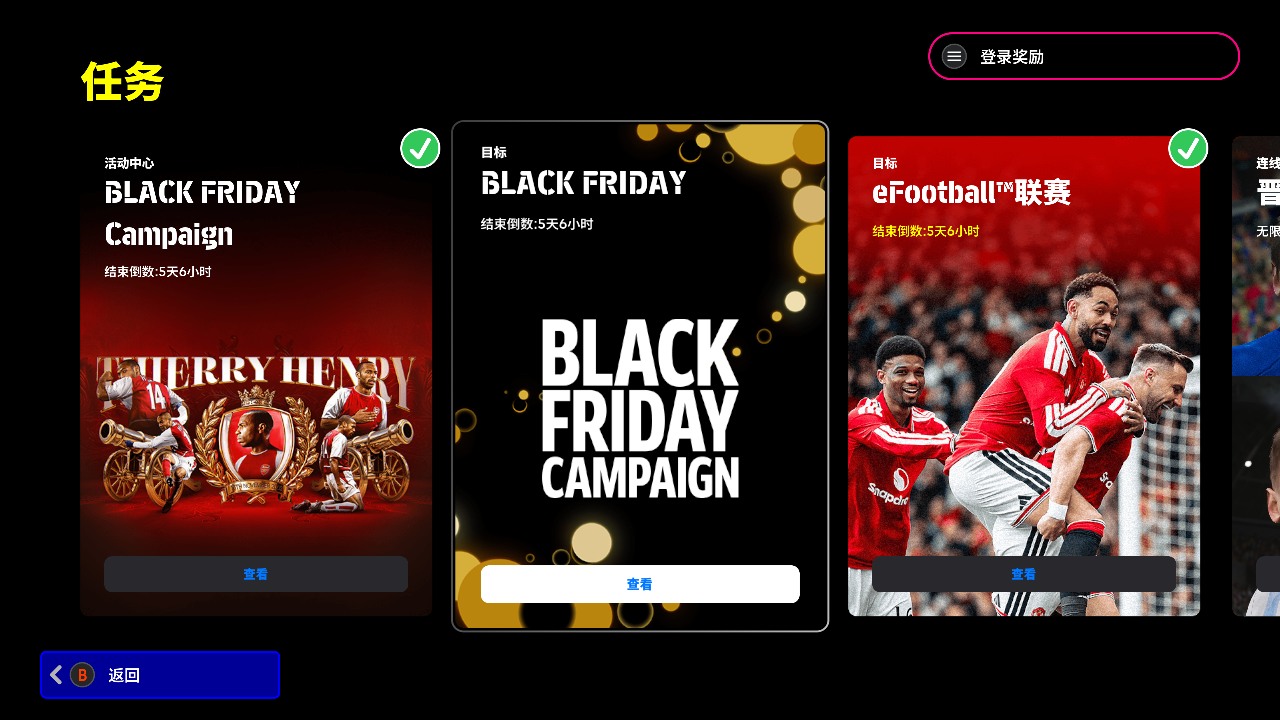 任务
登录奖励
活动中心
BLACK FRIDAY
Campaign
结束倒数:5天6小时
THIERRY HENRY
14
查看
目标
BLACK FRIDAY
结束倒数:5天6小时
BLACK
FRIDAY
CAMPAIGN
查看
目标
eFootball™联赛
结束倒数:5天6小时
Snapdra
查看
连线
晋
无限
B 返回